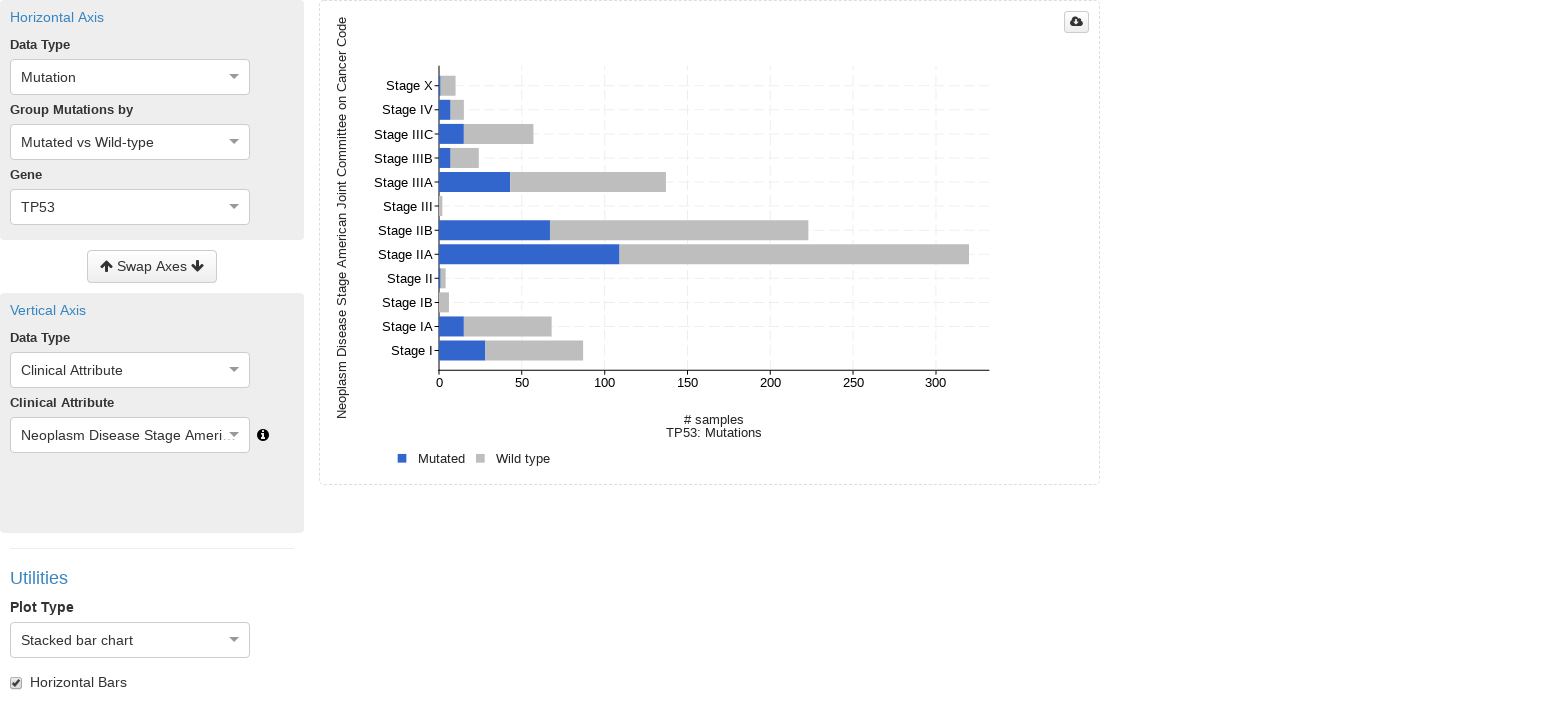 Horizontal Axis
Data Type
Mutation
Group Mutations by
Mutated vs Wild-type
Gene
TP53
Swap Axes
Vertical Axis
Data Type
Clinical Attribute
Clinical Attribute
Neoplasm Disease Stage Ameri...
Utilities
Plot Type
Stacked bar chart
Horizontal Bars
Neoplasm Disease Stage American Joint Committee on Cancer Code
Stage X
Stage IV
Stage IIIC
Stage IIIB
Stage IIIA
Stage III
Stage IIB
Stage IIA
Stage II
Stage IB
Stage IA
Stage I
0 50 100 150 200 250 300
# samples
TP53: Mutations
Mutated Wild type